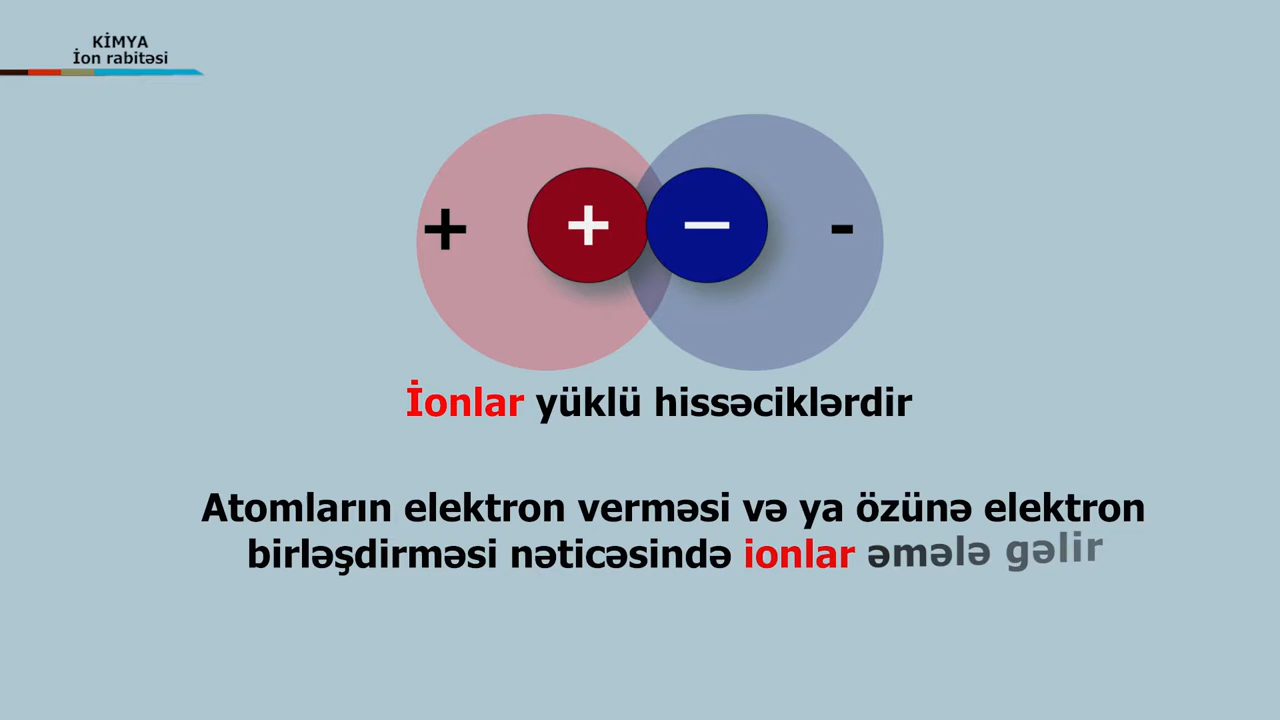 KİMYA
İon rabitəsi
+ + — -
İonlar yüklü hissəciklərdir
Atomların elektron verməsi və ya özünə elektron
birləşdirməsi nəticəsində ionlar əmələ gəlir